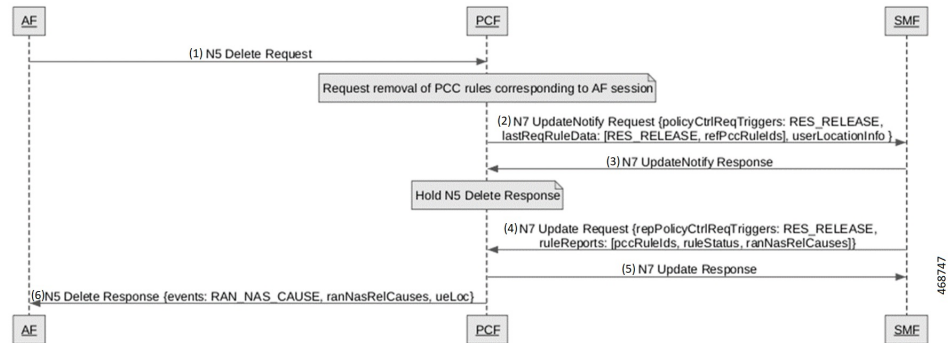 AF
PCF
SMF
(1) N5 Delete Request
Request removal of PCC rules corresponding to AF session
(2) N7 UpdateNotify Request {policyCtrlReqTriggers: RES_RELEASE,
lastReqRuleData: [RES_RELEASE, refPccRuleIds], userLocationInfo }
(3) N7 UpdateNotify Response
Hold N5 Delete Response
(4) N7 Update Request {repPolicyCtrlReqTriggers: RES_RELEASE,
ruleReports: [pccRuleIds, ruleStatus, ranNasRelCauses]}
(5) N7 Update Response
(6)N5 Delete Response {events: RAN_NAS_CAUSE, ranNasRelCauses, ueLoc}
AF
PCF
SMF
468747